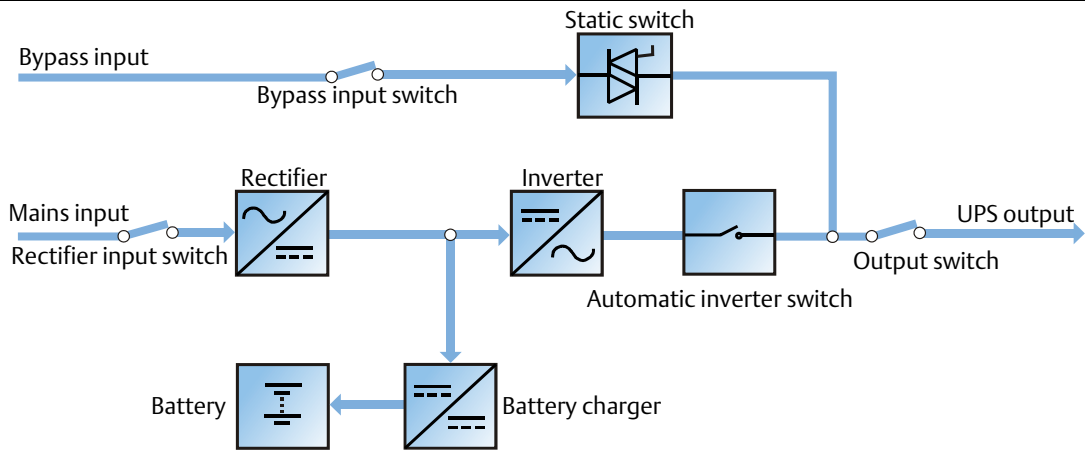 Static switch
Bypass input
Bypass input switch
Rectifier
Inverter
Mains input
UPS output
Rectifier input switch
Output switch
Automatic inverter switch
Battery
Battery charger